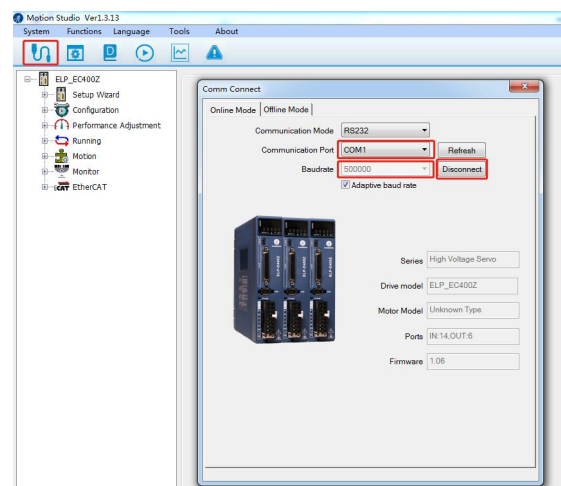 Motion Studio Ver1.3.13
System Functions Language Tools About
ELP_EC400Z
Setup Wizard
Configuration
Performance Adjustment
Running
Motion
Monitor
CAT EtherCAT
Comm Connect
Online Mode Offline Mode
Communication Mode RS232
Communication Port COM1 Refresh
Baudrate 500000 Disconnect
Adaptive baud rate
Series High Voltage Servo
Drive model ELP_EC400Z
Motor Model Unknown Type
Ports IN:14,OUT:6
Firmware 1.06